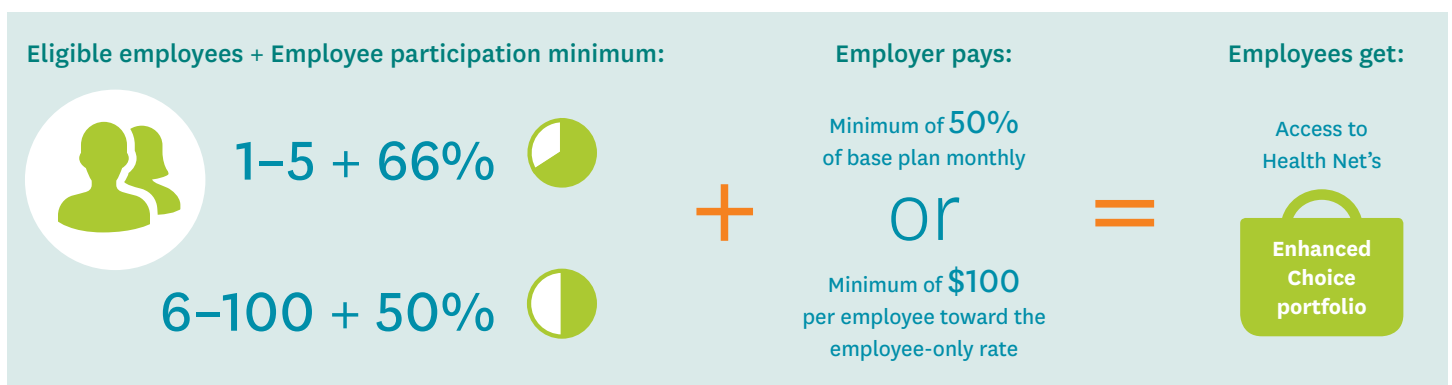 Eligible employees + Employee participation minimum:
1–5 + 66%
6–100 + 50%
+
Employer pays:
Minimum of 50%
of base plan monthly
or
Minimum of $100
per employee toward the
employee-only rate
=
Employees get:
Access to
Health Net’s
Enhanced
Choice
portfolio